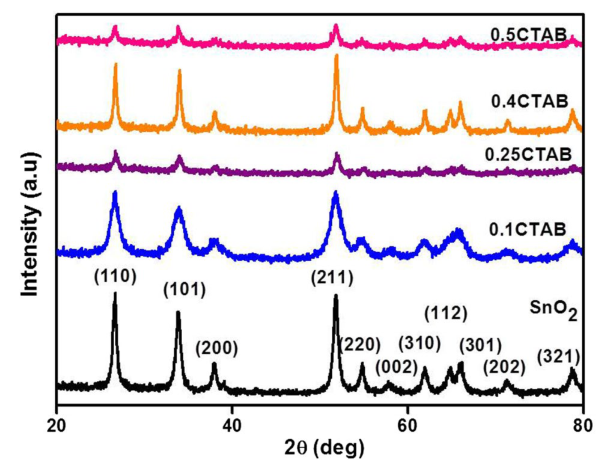 0.5CTAB
0.4CTAB
0.25CTAB
0.1CTAB
SnO₂
(110)
(101)
(200)
(211)
(220)
(002)
(310)
(112)
(301)
(202)
(321)
Intensity (a.u)
20 40 60 80
2θ (deg)